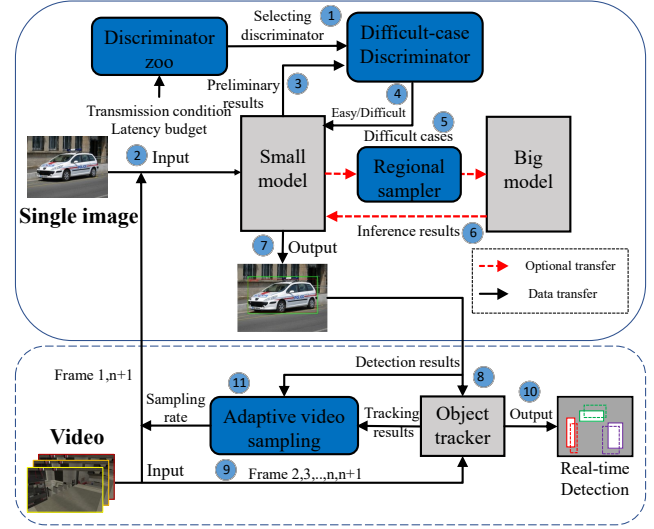 1
Selecting
discriminator
Discriminator
zoo
Difficult-case
Discriminator
Preliminary
results
3
4
Transmission condition
Latency budget
Easy/Difficult
5
Difficult cases
2
Input
Small
model
Regional
sampler
Big
model
Single image
Inference results
6
7
Output
Optional transfer
Data transfer
Detection results
Frame 1,n+1
11
8
10
Sampling
rate
Adaptive video
sampling
Tracking
results
Object
tracker
Output
Video
Input
9
Frame 2,3,..,n,n+1
Real-time
Detection